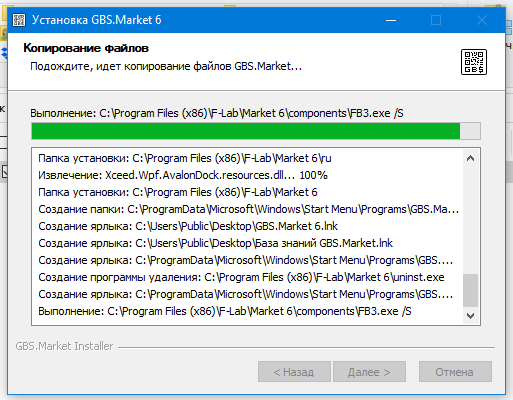 Установка GBS.Market 6
Копирование файлов
Подождите, идет копирование файлов GBS.Market...
Выполнение: C:\Program Files (x86)\F-Lab\Market 6\components\FB3.exe /S
Папка установки: C:\Program Files (x86)\F-Lab\Market 6\ru
Извлечение: Xceed.Wpf.AvalonDock.resources.dll... 100%
Папка установки: C:\Program Files (x86)\F-Lab\Market 6
Создание папки: C:\ProgramData\Microsoft\Windows\Start Menu\Programs\GBS.Ma...
Создание ярлыка: C:\Users\Public\Desktop\GBS.Market 6.lnk
Создание ярлыка: C:\Users\Public\Desktop\База знаний GBS.Market.lnk
Создание ярлыка: C:\ProgramData\Microsoft\Windows\Start Menu\Programs\GBS....
Создание программы удаления: C:\Program Files (x86)\F-Lab\Market 6\uninst.exe
Создание ярлыка: C:\ProgramData\Microsoft\Windows\Start Menu\Programs\GBS....
Выполнение: C:\Program Files (x86)\F-Lab\Market 6\components\FB3.exe /S
GBS.Market Installer
< Назад
Далее >
Отмена